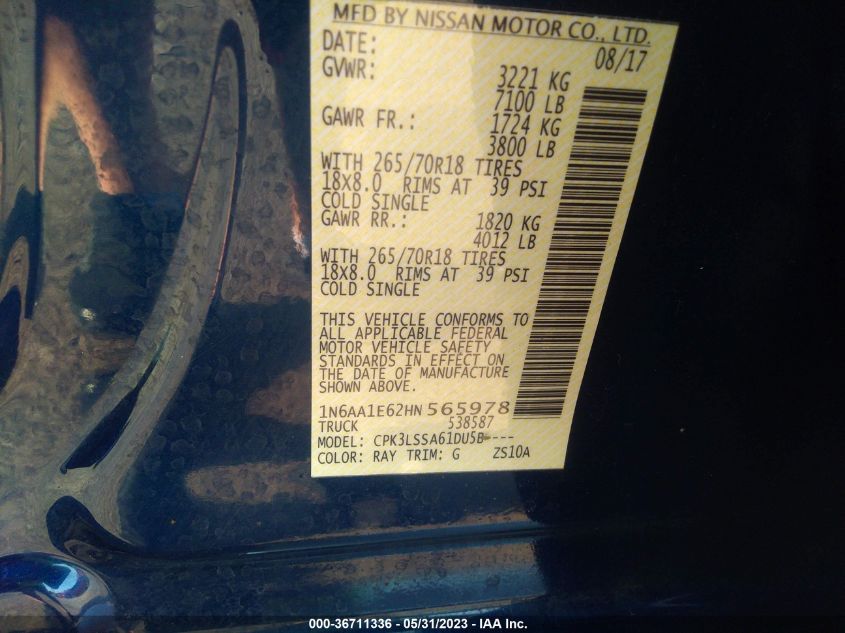 MFD BY NISSAN MOTOR CO., LTD.
DATE: 08/17
GVWR: 3221 KG
7100 LB
GAWR FR.: 1724 KG
3800 LB
WITH 265/70R18 TIRES
18X8.0 RIMS AT 39 PSI
COLD SINGLE
GAWR RR.: 1820 KG
4012 LB
WITH 265/70R18 TIRES
18X8.0 RIMS AT 39 PSI
COLD SINGLE
THIS VEHICLE CONFORMS TO
ALL APPLICABLE FEDERAL
MOTOR VEHICLE SAFETY
STANDARDS IN EFFECT ON
THE DATE OF MANUFACTURE
SHOWN ABOVE.
1N6AA1E62HN565978
TRUCK 538587
MODEL: CPK3LSSA61DU5B----
COLOR: RAY TRIM: G ZS10A
000-36711336 - 05/31/2023 - IAA Inc.